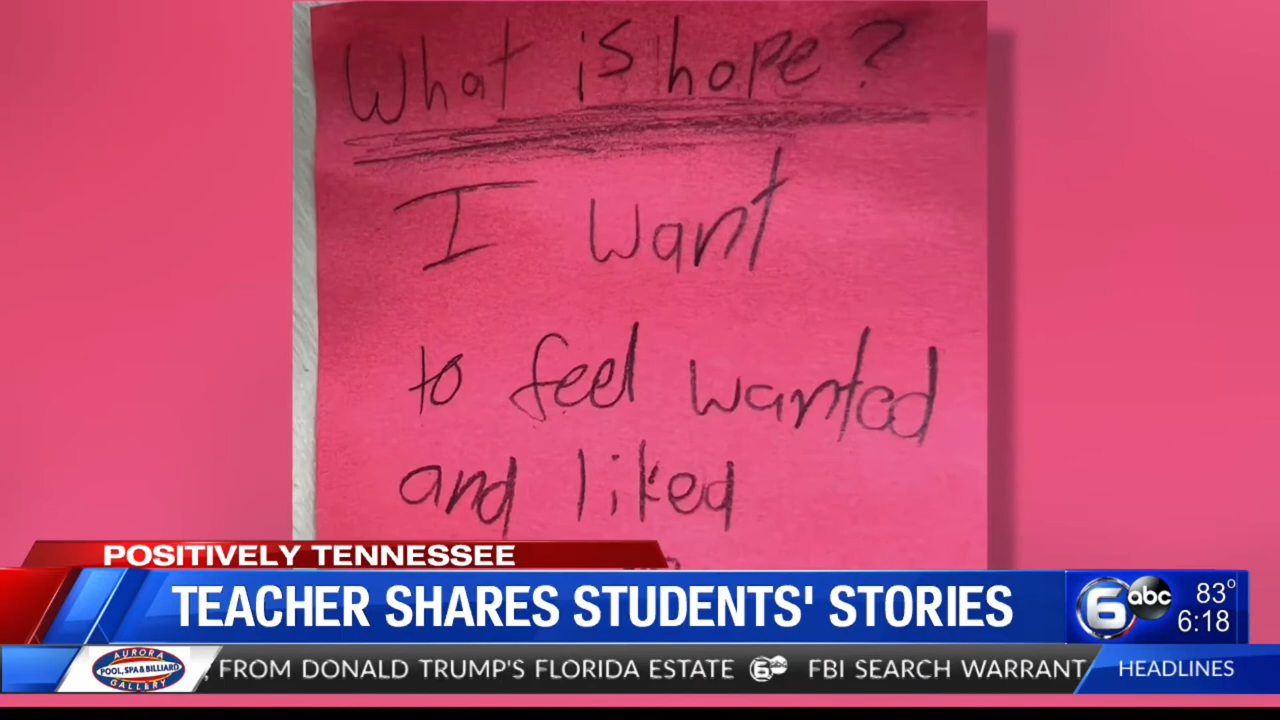 What is hope?
I want
to feel wanted
and liked
POSITIVELY TENNESSEE
TEACHER SHARES STUDENTS' STORIES
6 abc
83°
6:18
AURORA
POOL, SPA & BILLIARD
GALLERY
FROM DONALD TRUMP'S FLORIDA ESTATE 6 FBI SEARCH WARRANT
HEADLINES